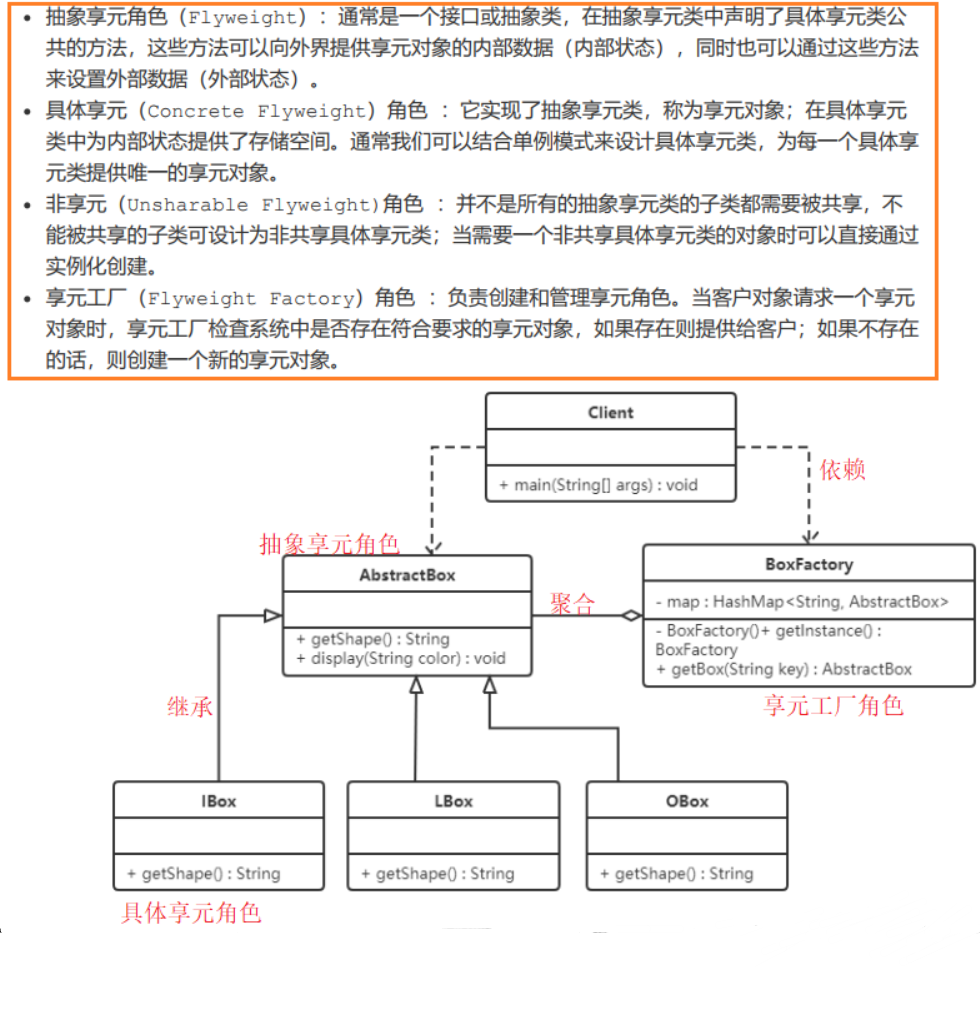 • 抽象享元角色（Flyweight）：通常是一个接口或抽象类，在抽象享元类中声明了具体享元类公
共的方法，这些方法可以向外界提供享元对象的内部数据（内部状态），同时也可以通过这些方法
来设置外部数据（外部状态）。
• 具体享元（Concrete Flyweight）角色 ：它实现了抽象享元类，称为享元对象；在具体享元
类中为内部状态提供了存储空间。通常我们可以结合单例模式来设计具体享元类，为每一个具体享
元类提供唯一的享元对象。
• 非享元（Unsharable Flyweight)角色 ：并不是所有的抽象享元类的子类都需要被共享，不
能被共享的子类可设计为非共享具体享元类；当需要一个非共享具体享元类的对象时可以直接通过
实例化创建。
• 享元工厂（Flyweight Factory）角色 ：负责创建和管理享元角色。当客户对象请求一个享元
对象时，享元工厂检查系统中是否存在符合要求的享元对象，如果存在则提供给客户；如果不存在
的话，则创建一个新的享元对象。
Client
+ main(String[] args) : void
依赖
抽象享元角色
AbstractBox
+ getShape() : String
+ display(String color) : void
聚合
BoxFactory
- map : HashMap<String, AbstractBox>
- BoxFactory()+ getInstance() :
BoxFactory
+ getBox(String key) : AbstractBox
享元工厂角色
继承
IBox
+ getShape() : String
LBox
+ getShape() : String
OBox
+ getShape() : String
具体享元角色